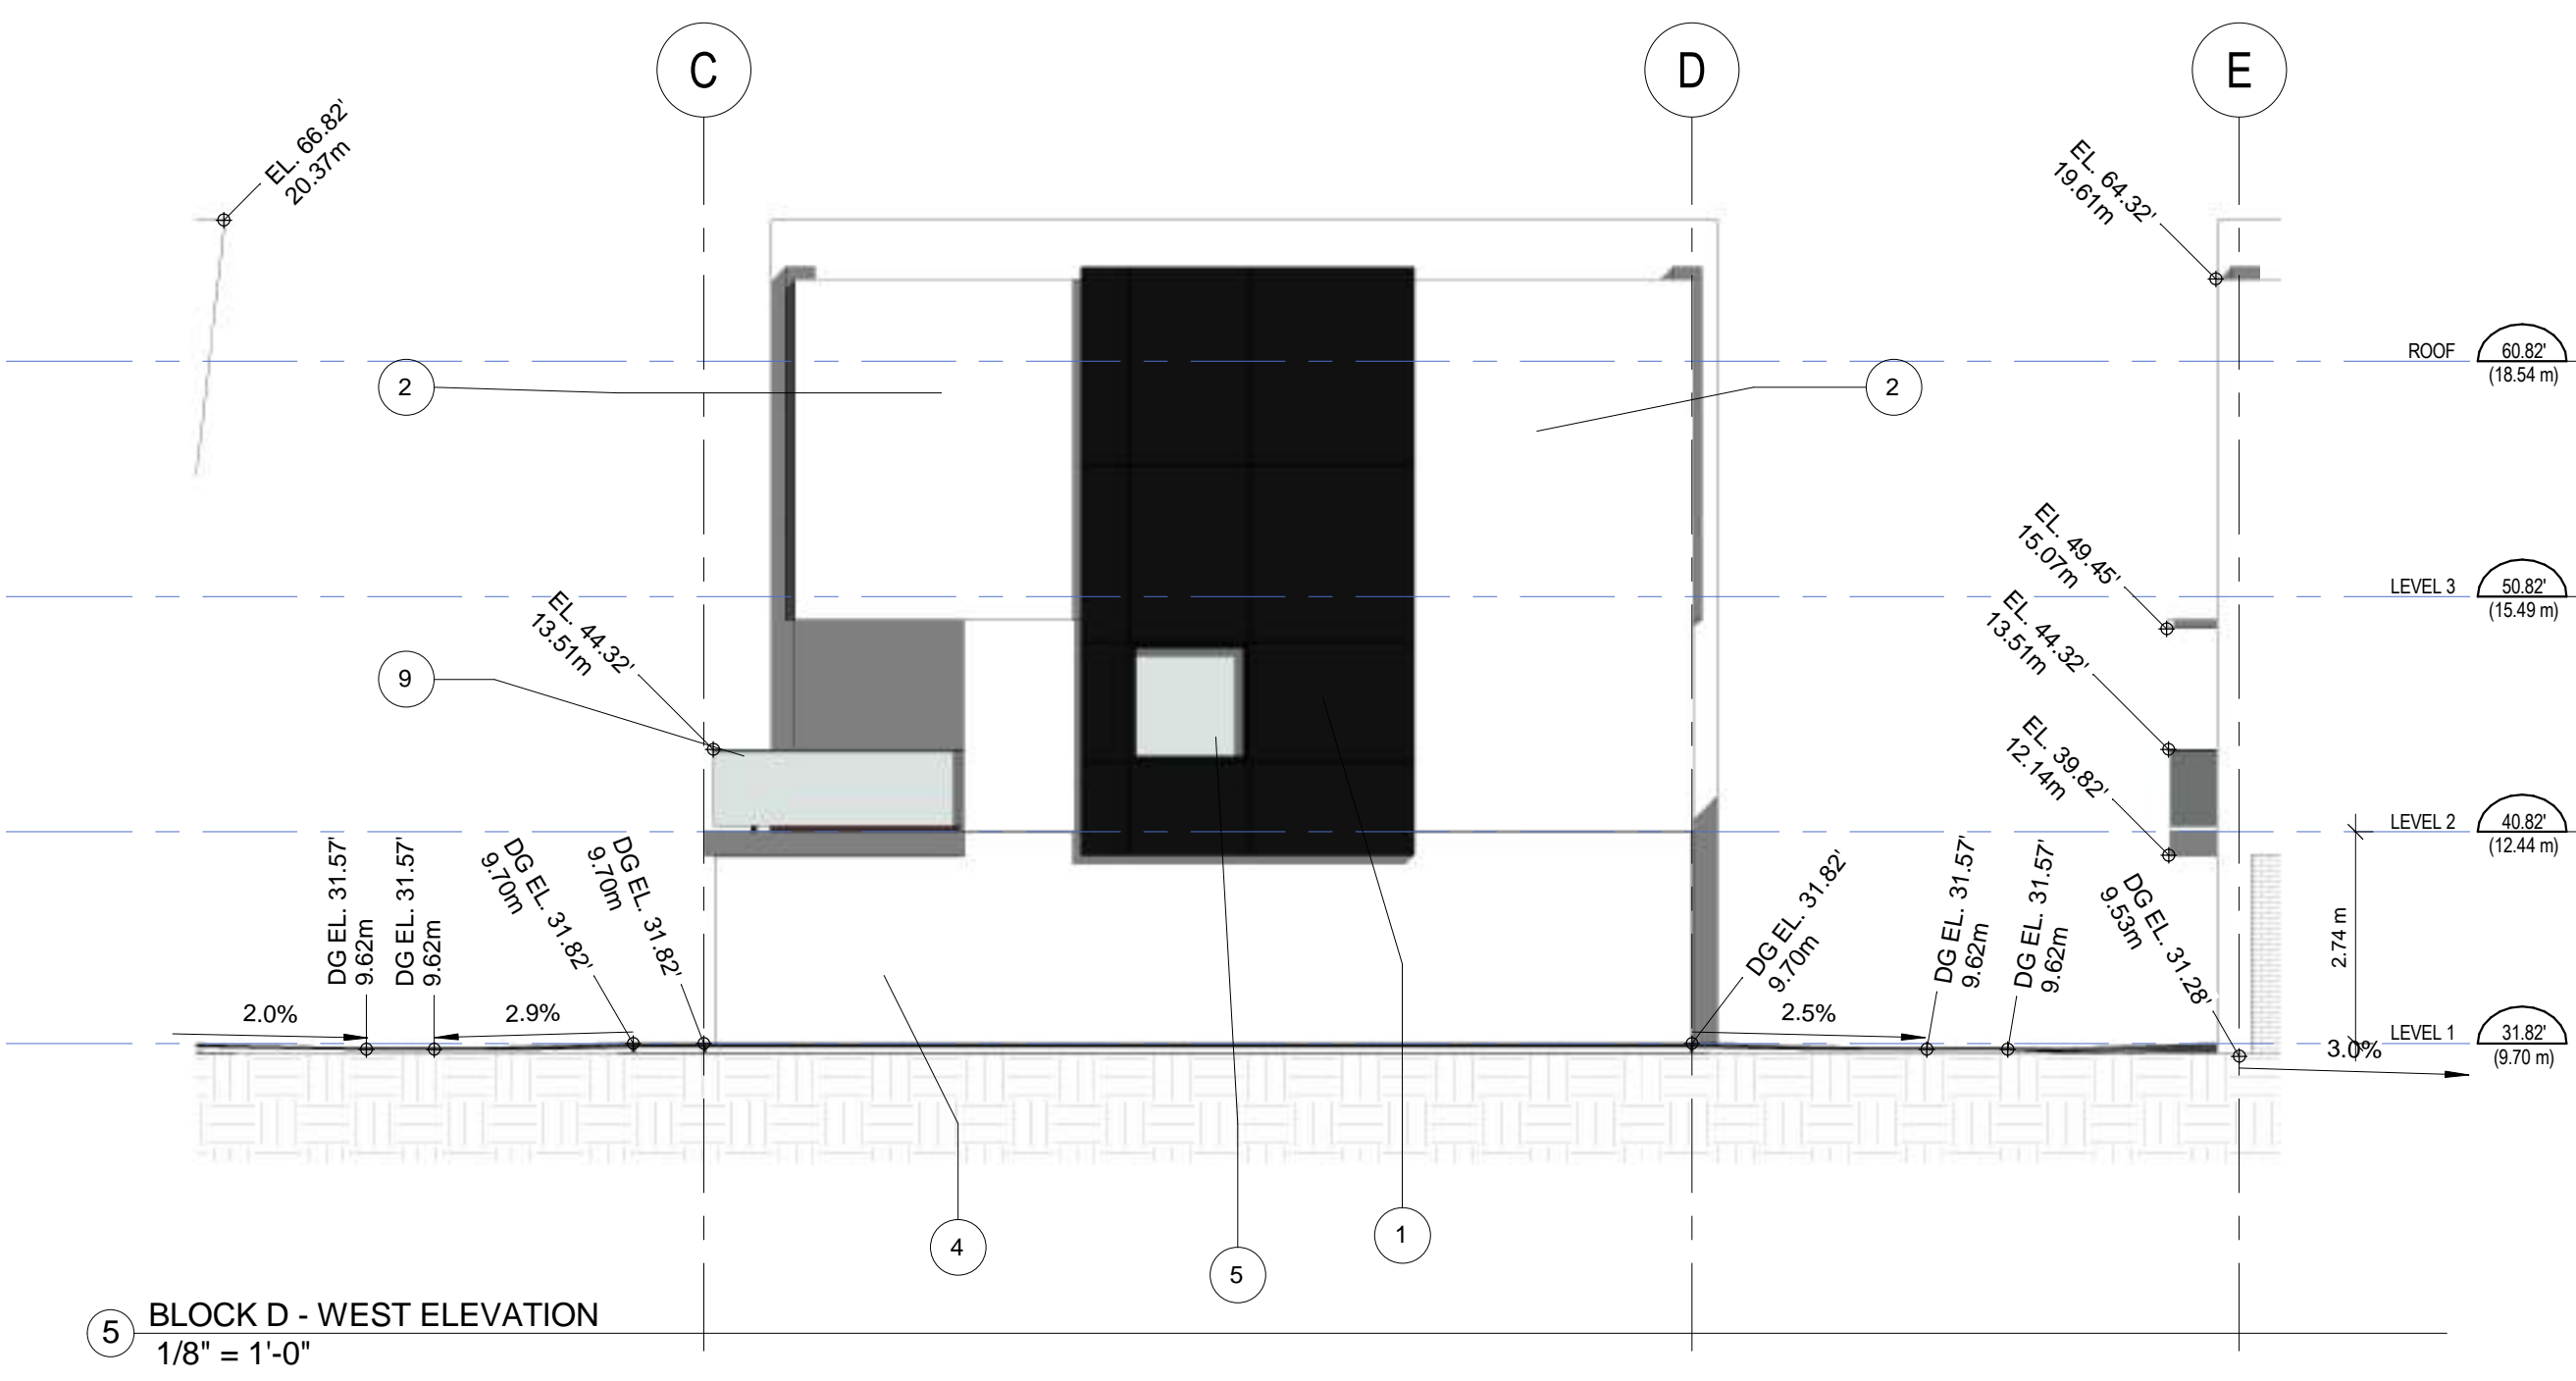 C
D
E
EL. 66.82'
20.37m
EL. 64.32'
19.61m
ROOF
60.82'
(18.54 m)
2
2
EL. 49.45'
15.07m
LEVEL 3
50.82'
(15.49 m)
EL. 44.32'
13.51m
EL. 44.32'
13.51m
9
EL. 39.82'
12.14m
LEVEL 2
40.82'
(12.44 m)
DG EL. 31.57'
9.62m
DG EL. 31.57'
9.62m
DG EL. 31.82'
9.70m
DG EL. 31.82'
9.70m
DG EL. 31.82'
9.70m
DG EL. 31.57'
9.62m
DG EL. 31.57'
9.62m
DG EL. 31.28'
9.53m
2.74 m
2.0%
2.9%
2.5%
3.0%
LEVEL 1
31.82'
(9.70 m)
4
5
1
5
BLOCK D - WEST ELEVATION
1/8" = 1'-0"